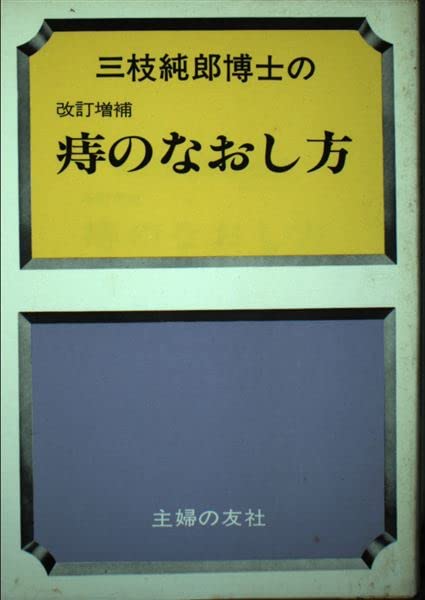 三枝純郎博士の
改訂増補
痔のなおし方
主婦の友社